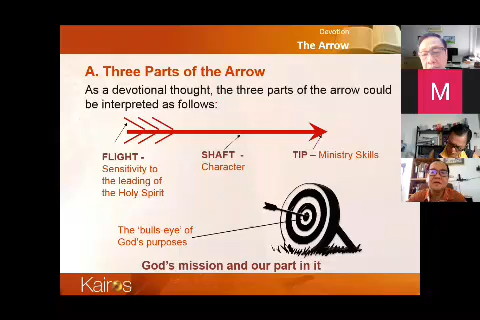 Devotion
The Arrow
A. Three Parts of the Arrow
As a devotional thought, the three parts of the arrow could
be interpreted as follows:
FLIGHT -
Sensitivity to
the leading of
the Holy Spirit
SHAFT -
Character
TIP – Ministry Skills
The 'bulls eye' of
God's purposes
God's mission and our part in it
Kairos
M